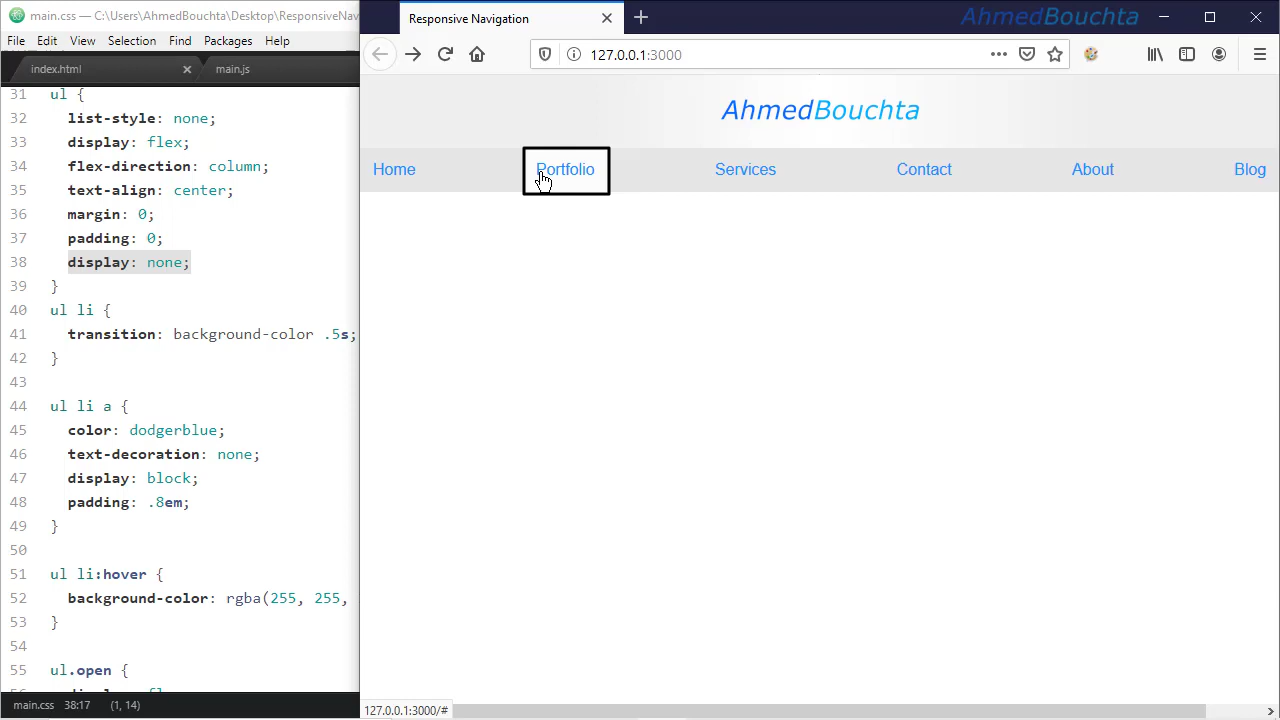 main.css — C:\Users\AhmedBouchta\Desktop\ResponsiveNav
File Edit View Selection Find Packages Help
index.html main.js
31 ul {
32 list-style: none;
33 display: flex;
34 flex-direction: column;
35 text-align: center;
36 margin: 0;
37 padding: 0;
38 display: none;
39 }
40 ul li {
41 transition: background-color .5s;
42 }
43
44 ul li a {
45 color: dodgerblue;
46 text-decoration: none;
47 display: block;
48 padding: .8em;
49 }
50
51 ul li:hover {
52 background-color: rgba(255, 255,
53 }
54
55 ul.open {
main.css 38:17 (1, 14)
Responsive Navigation
AhmedBouchta
127.0.0.1:3000
AhmedBouchta
Home Portfolio Services Contact About Blog
127.0.0.1:3000/#